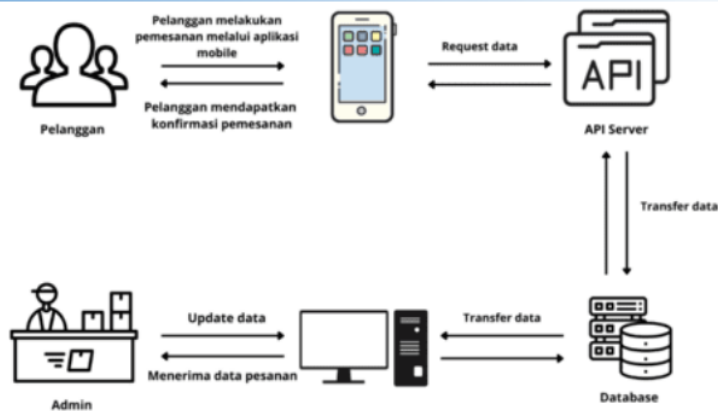 Pelanggan melakukan
pemesanan melalui aplikasi
mobile
Pelanggan mendapatkan
konfirmasi pemesanan
Pelanggan
Request data
API
API Server
Transfer data
Update data
Menerima data pesanan
Admin
Transfer data
Database